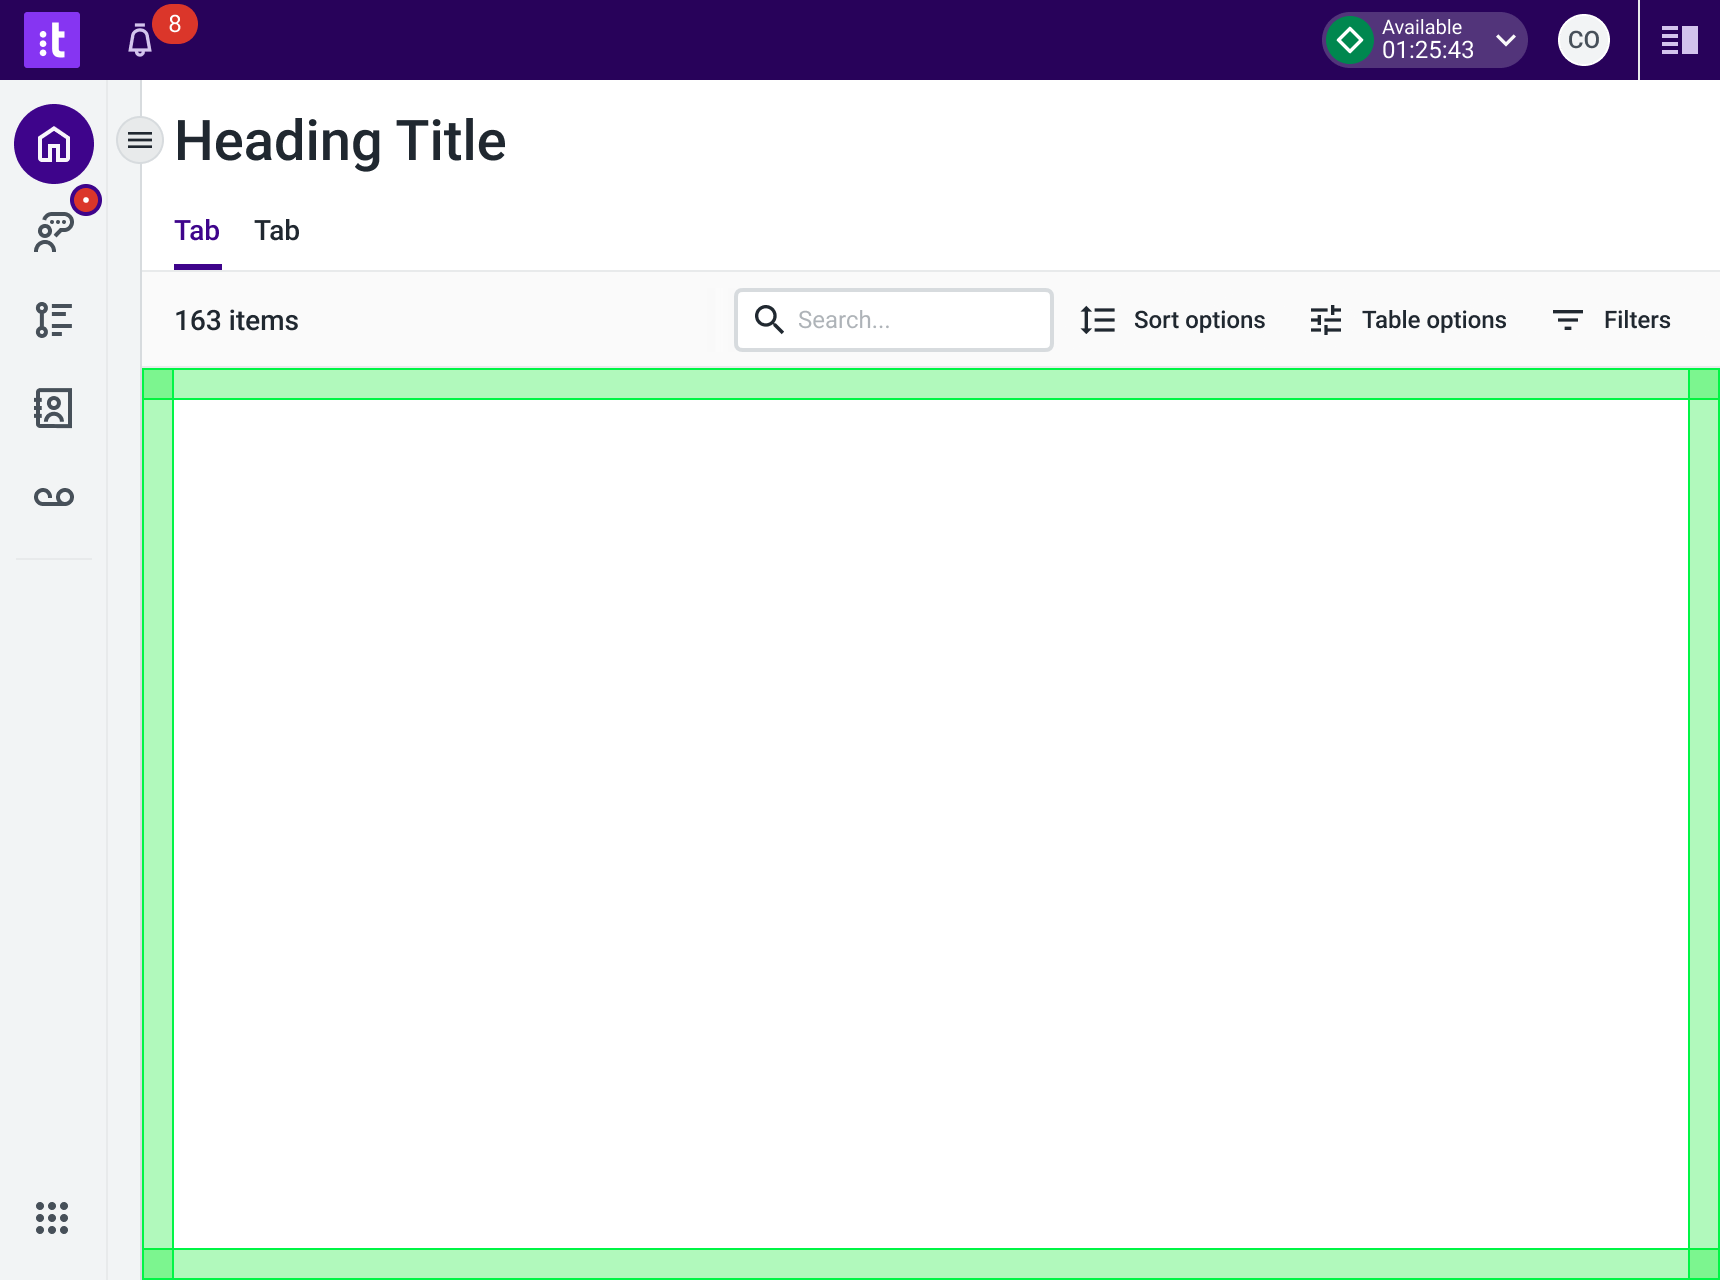 :t
8
Available
01:25:43
CO
Heading Title
Tab Tab
163 items
Search...
Sort options
Table options
Filters